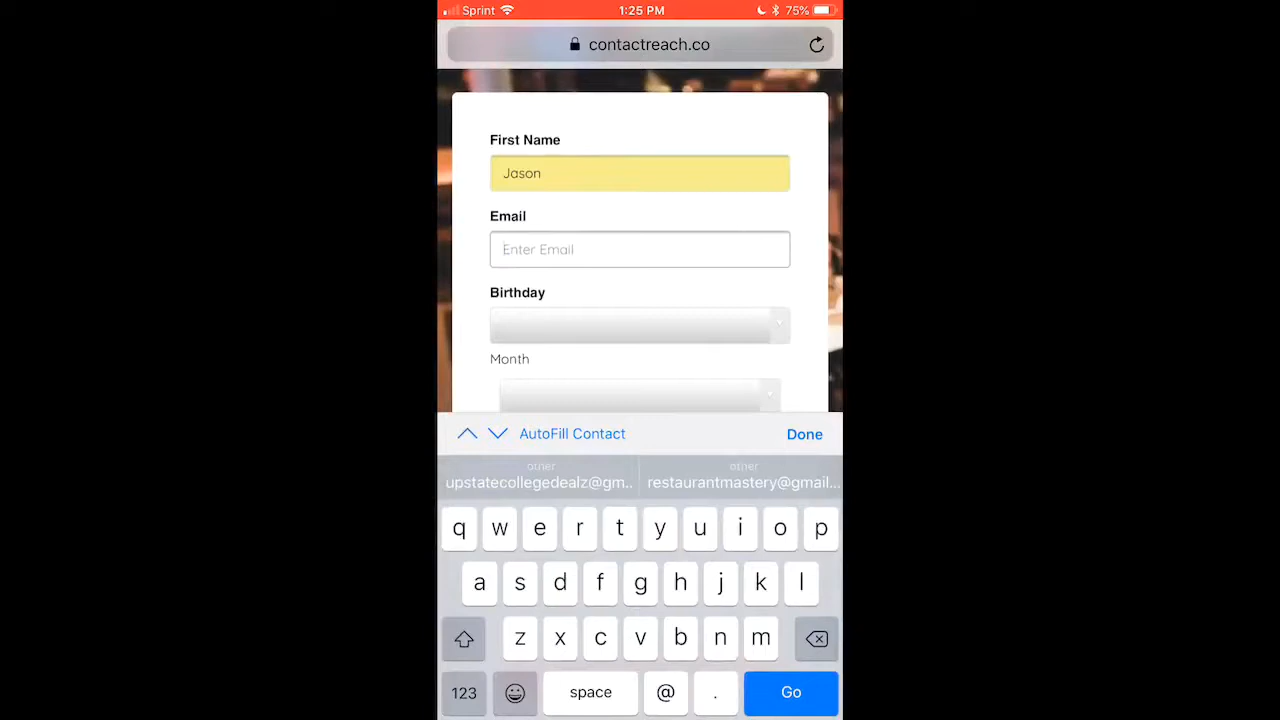 Sprint 1:25 PM 75%
contactreach.co
First Name
Jason
Email
Enter Email
Birthday
Month
AutoFill Contact Done
other other
upstatecollegedealz@gm.. restaurantmastery@gmail...
q w e r t y u i o p
a s d f g h j k l
z x c v b n m
123 space @ . Go